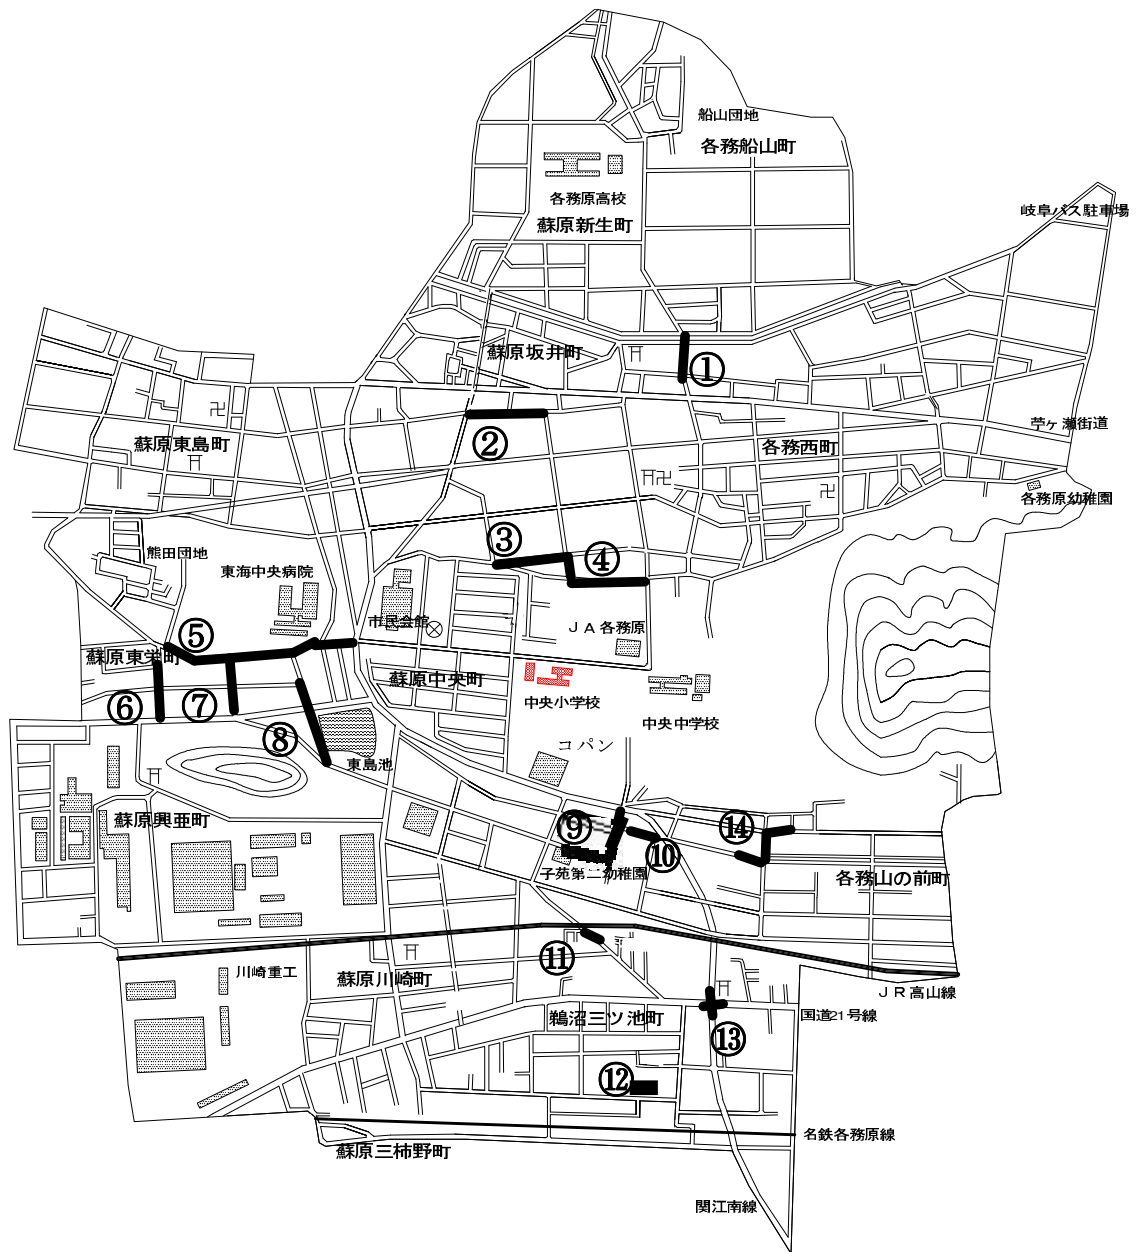 船山団地
各務船山町
各務原高校
岐阜バス駐車場
蘇原新生町
蘇原坂井町
①
②
蘇原東島町
各務西町
苧ヶ瀬街道
各務原幼稚園
③
④
熊田団地
東海中央病院
市民会館
ＪＡ各務原
⑤
蘇原東栄町
蘇原中央町
中央小学校
中央中学校
⑥
⑦
⑧
コパン
東島池
蘇原興亜町
⑨
⑩
⑭
子苑第二幼稚園
各務山の前町
⑪
川崎重工
蘇原川崎町
ＪＲ高山線
国道21号線
鵜沼三ツ池町
⑬
⑫
名鉄各務原線
蘇原三柿野町
関江南線